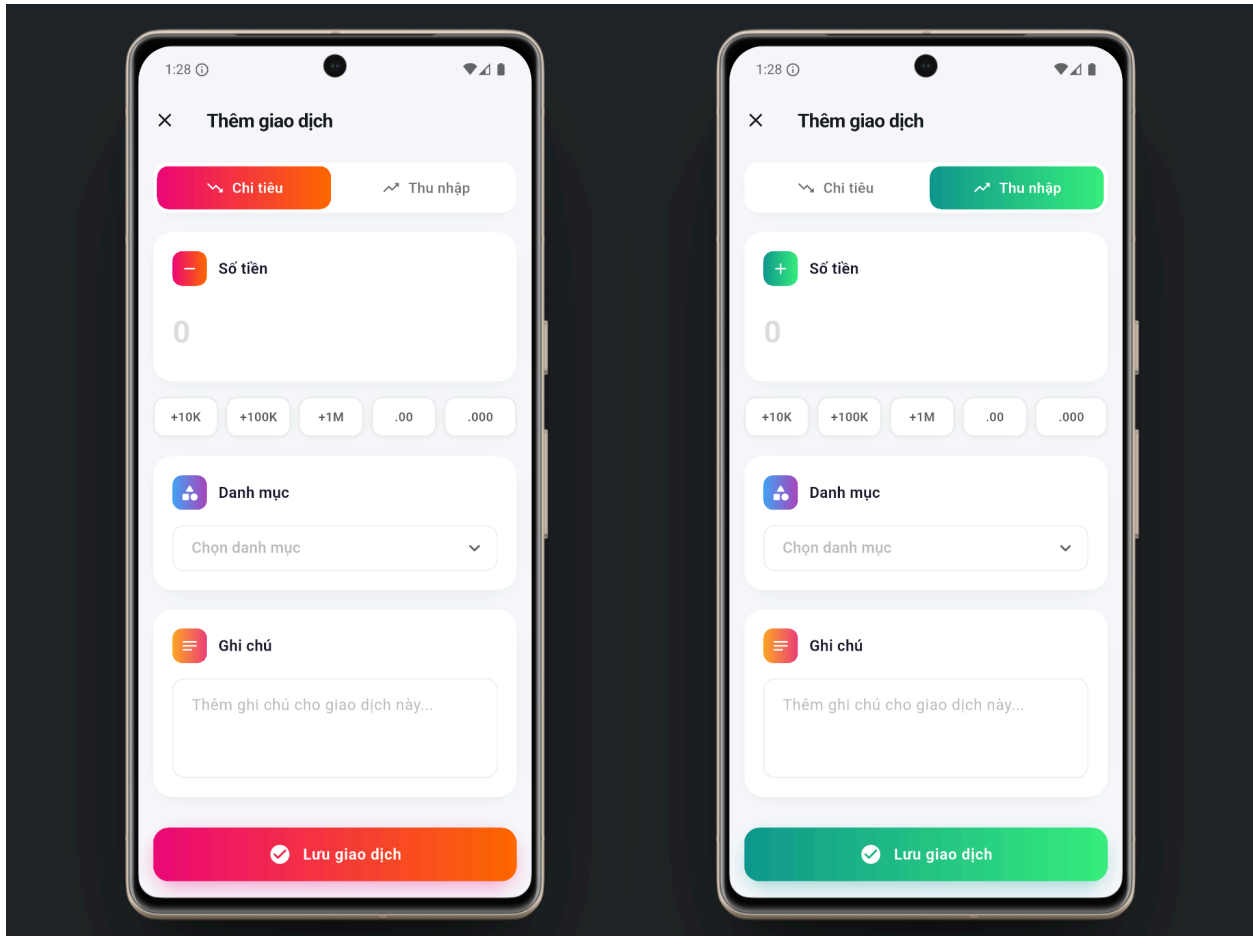 1:28
Thêm giao dịch
Chi tiêu
Thu nhập
Số tiền
0
+10K
+100K
+1M
.00
.000
Danh mục
Chọn danh mục
Ghi chú
Thêm ghi chú cho giao dịch này...
Lưu giao dịch
1:28
Thêm giao dịch
Chi tiêu
Thu nhập
Số tiền
0
+10K
+100K
+1M
.00
.000
Danh mục
Chọn danh mục
Ghi chú
Thêm ghi chú cho giao dịch này...
Lưu giao dịch